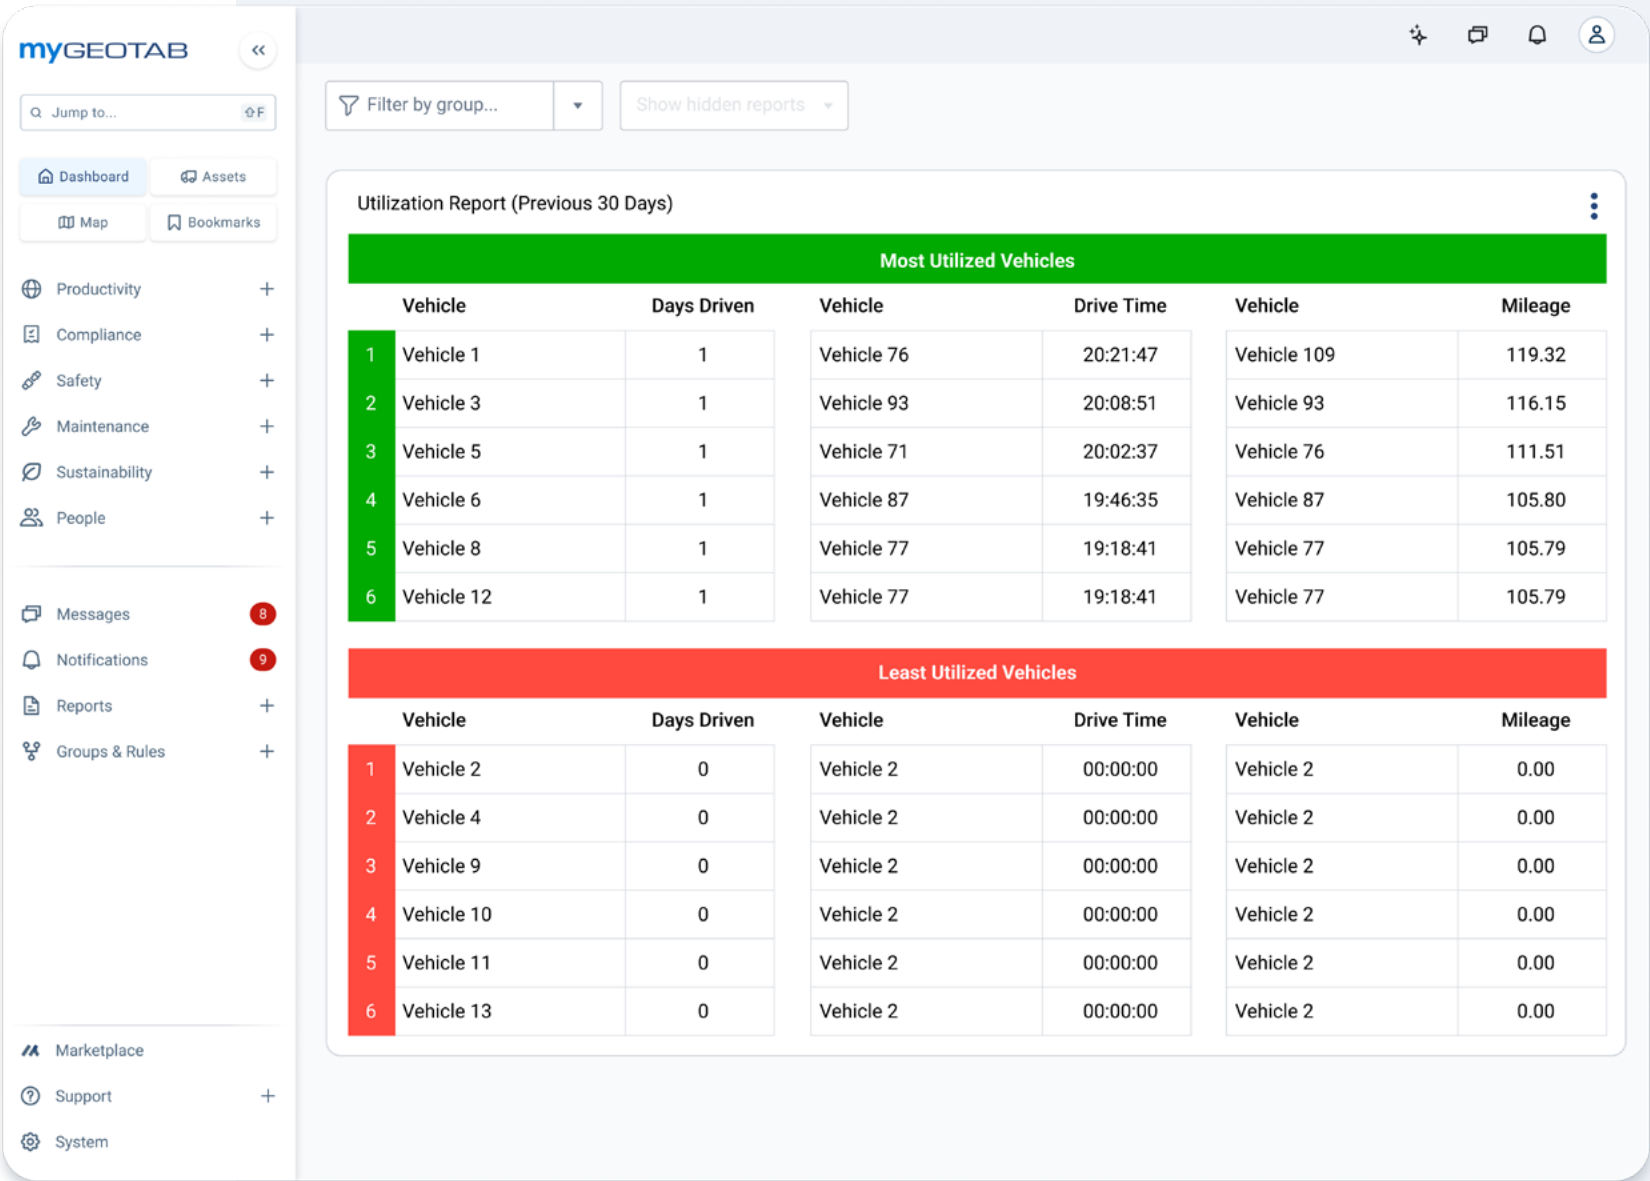 myGEOTAB
Jump to... ⇧F
Dashboard
Assets
Map
Bookmarks
Productivity
Compliance
Safety
Maintenance
Sustainability
People
Messages 8
Notifications 9
Reports
Groups & Rules
Marketplace
Support
System
Filter by group...
Show hidden reports
Utilization Report (Previous 30 Days)
Most Utilized Vehicles
Vehicle Days Driven Vehicle Drive Time Vehicle Mileage
1 Vehicle 1 1 Vehicle 76 20:21:47 Vehicle 109 119.32
2 Vehicle 3 1 Vehicle 93 20:08:51 Vehicle 93 116.15
3 Vehicle 5 1 Vehicle 71 20:02:37 Vehicle 76 111.51
4 Vehicle 6 1 Vehicle 87 19:46:35 Vehicle 87 105.80
5 Vehicle 8 1 Vehicle 77 19:18:41 Vehicle 77 105.79
6 Vehicle 12 1 Vehicle 77 19:18:41 Vehicle 77 105.79
Least Utilized Vehicles
Vehicle Days Driven Vehicle Drive Time Vehicle Mileage
1 Vehicle 2 0 Vehicle 2 00:00:00 Vehicle 2 0.00
2 Vehicle 4 0 Vehicle 2 00:00:00 Vehicle 2 0.00
3 Vehicle 9 0 Vehicle 2 00:00:00 Vehicle 2 0.00
4 Vehicle 10 0 Vehicle 2 00:00:00 Vehicle 2 0.00
5 Vehicle 11 0 Vehicle 2 00:00:00 Vehicle 2 0.00
6 Vehicle 13 0 Vehicle 2 00:00:00 Vehicle 2 0.00